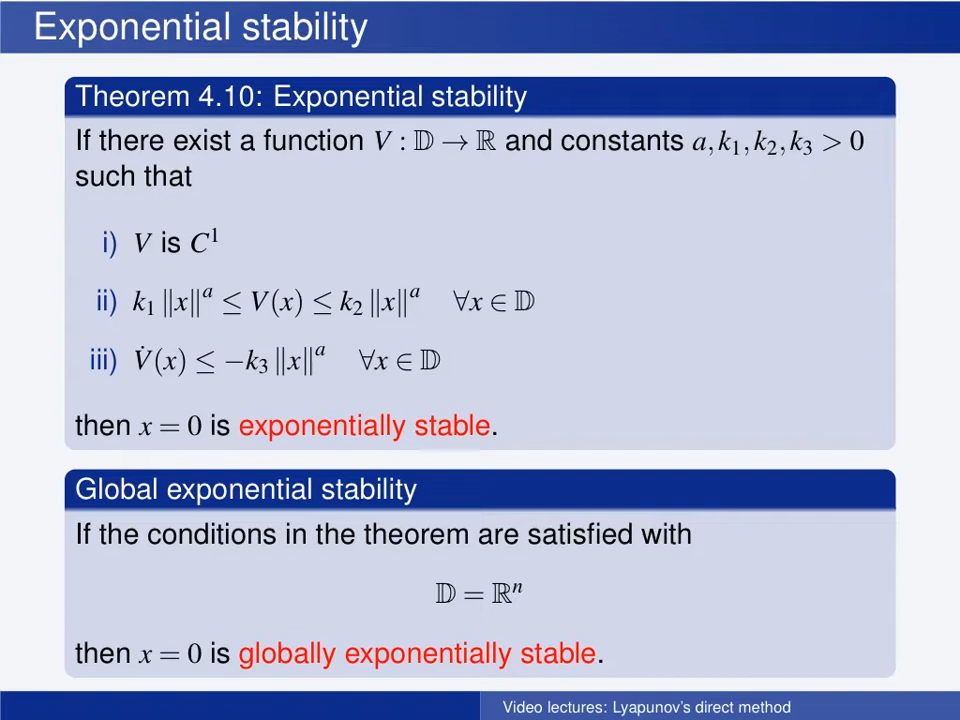 Exponential stability
Theorem 4.10: Exponential stability
If there exist a function V : 𝔻 → ℝ and constants a, k₁, k₂, k₃ > 0
such that
i) V is C¹
ii) k₁ ‖x‖ᵃ ≤ V(x) ≤ k₂ ‖x‖ᵃ ∀x ∈ 𝔻
iii) V̇(x) ≤ −k₃ ‖x‖ᵃ ∀x ∈ 𝔻
then x = 0 is exponentially stable.
Global exponential stability
If the conditions in the theorem are satisfied with
𝔻 = ℝⁿ
then x = 0 is globally exponentially stable.
Video lectures: Lyapunov's direct method